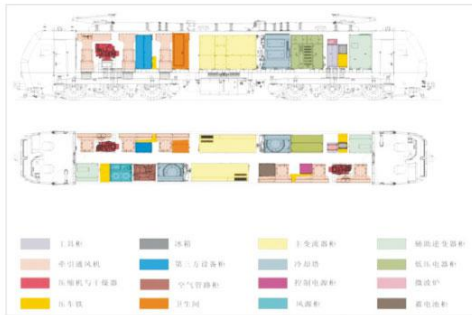 工具柜 冰箱 主变流器柜 辅助逆变器柜
牵引通风机 第三方设备柜 冷却塔 低压电器柜
压缩机与干燥器 空气管路柜 控制电源柜 微波炉
压车铁 卫生间 风源柜 蓄电池柜